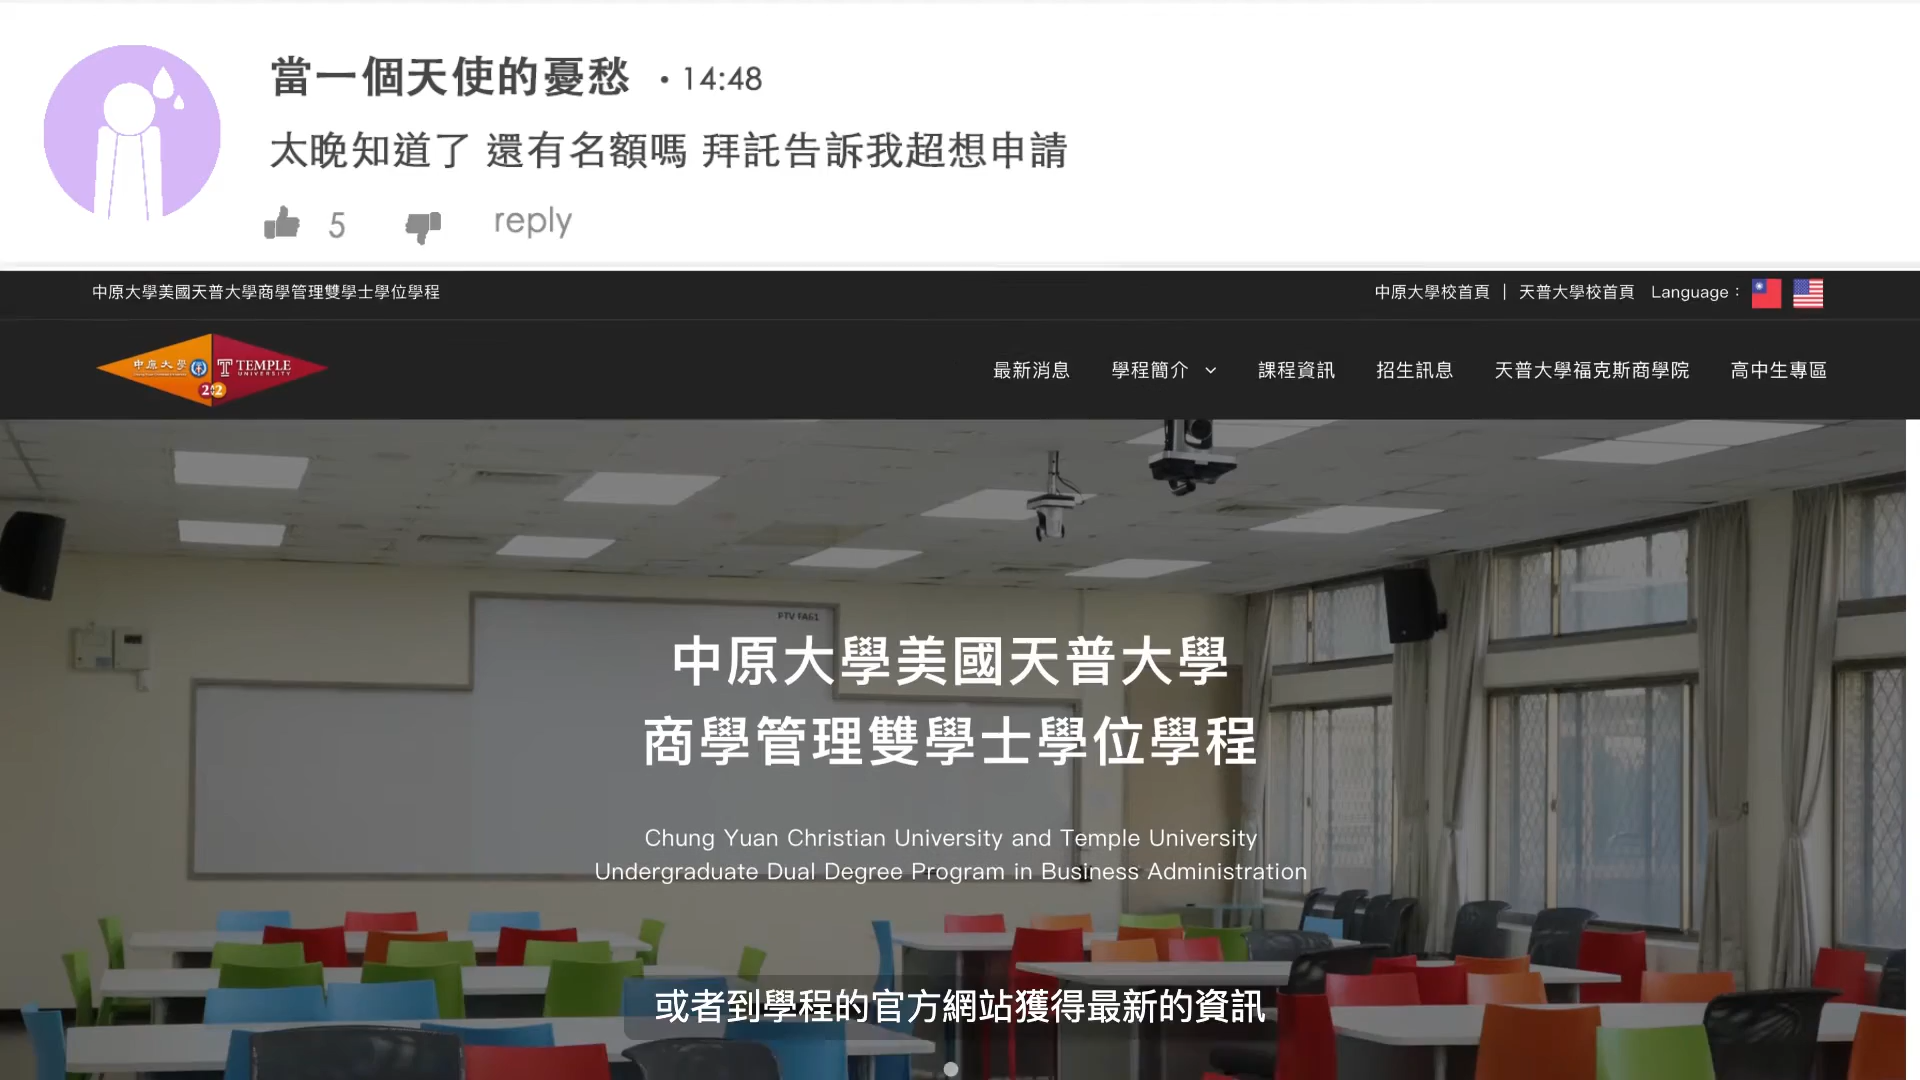 當一個天使的憂愁 • 14:48
太晚知道了 還有名額嗎 拜託告訴我超想申請
5 reply
中原大學美國天普大學商學管理雙學士學位學程
中原大學校首頁 | 天普大學校首頁 Language：
中原大學 TEMPLE UNIVERSITY
2+2
最新消息 學程簡介 課程資訊 招生訊息 天普大學福克斯商學院 高中生專區
中原大學美國天普大學
商學管理雙學士學位學程
Chung Yuan Christian University and Temple University
Undergraduate Dual Degree Program in Business Administration
或者到學程的官方網站獲得最新的資訊